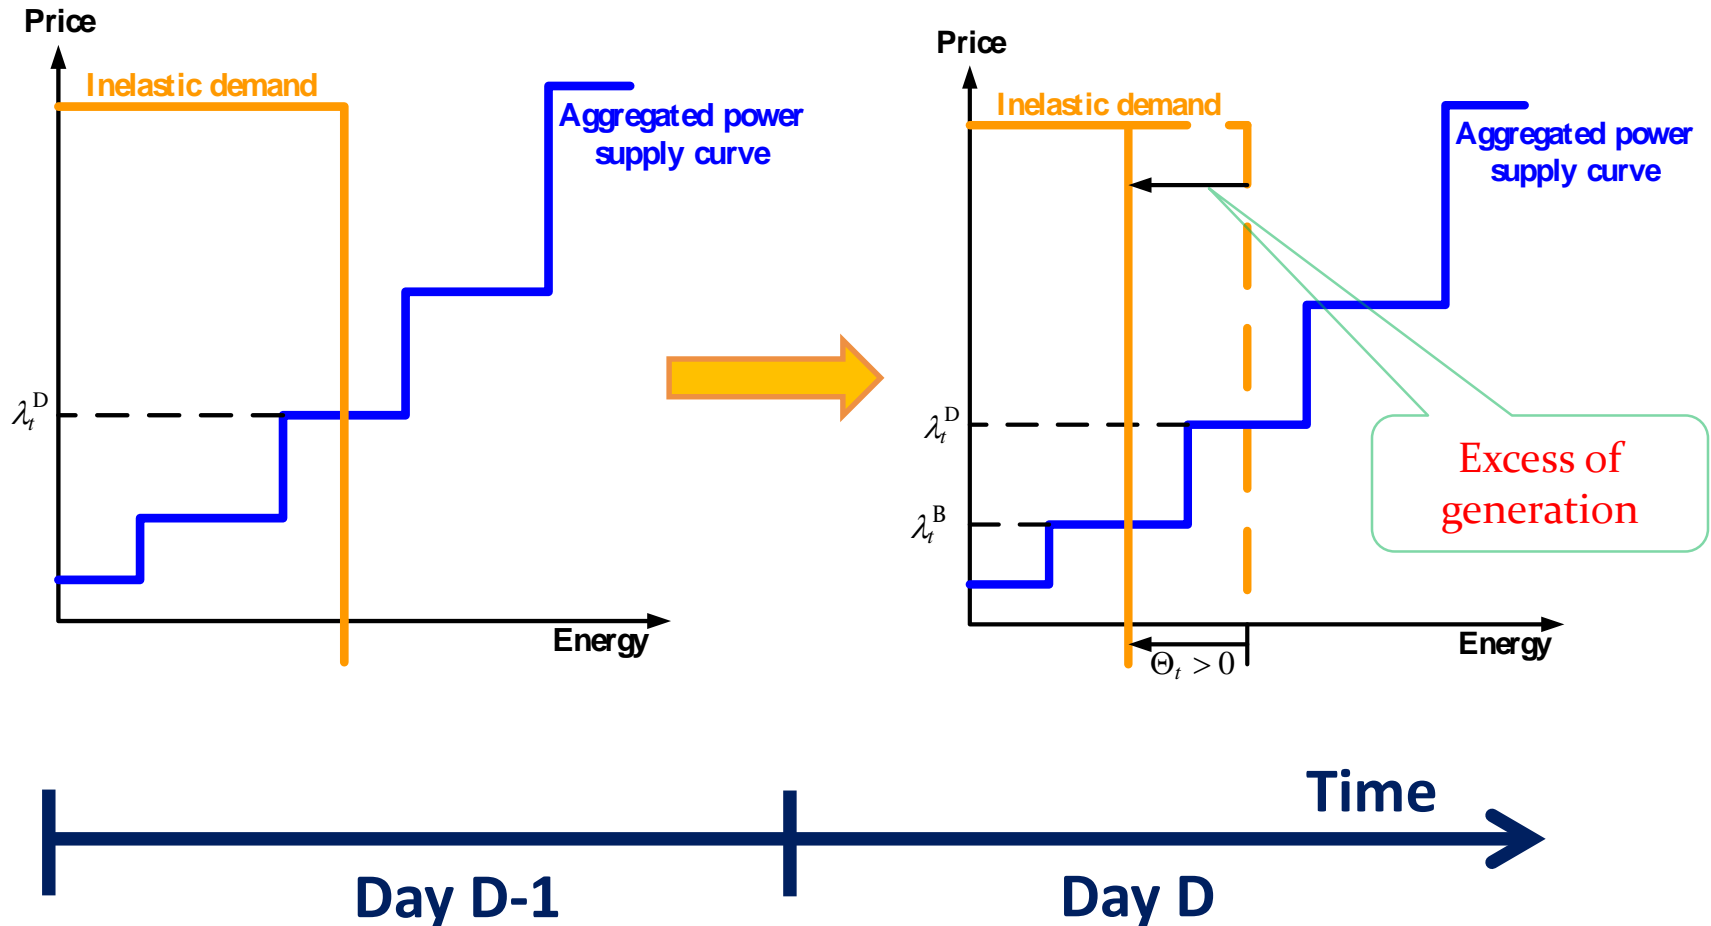 Price
Inelastic demand
Aggregated power
supply curve
λₜᴰ
Energy
Price
Inelastic demand
Aggregated power
supply curve
λₜᴰ
λₜᴮ
Excess of
generation
Energy
Θₜ > 0
Time
Day D-1
Day D